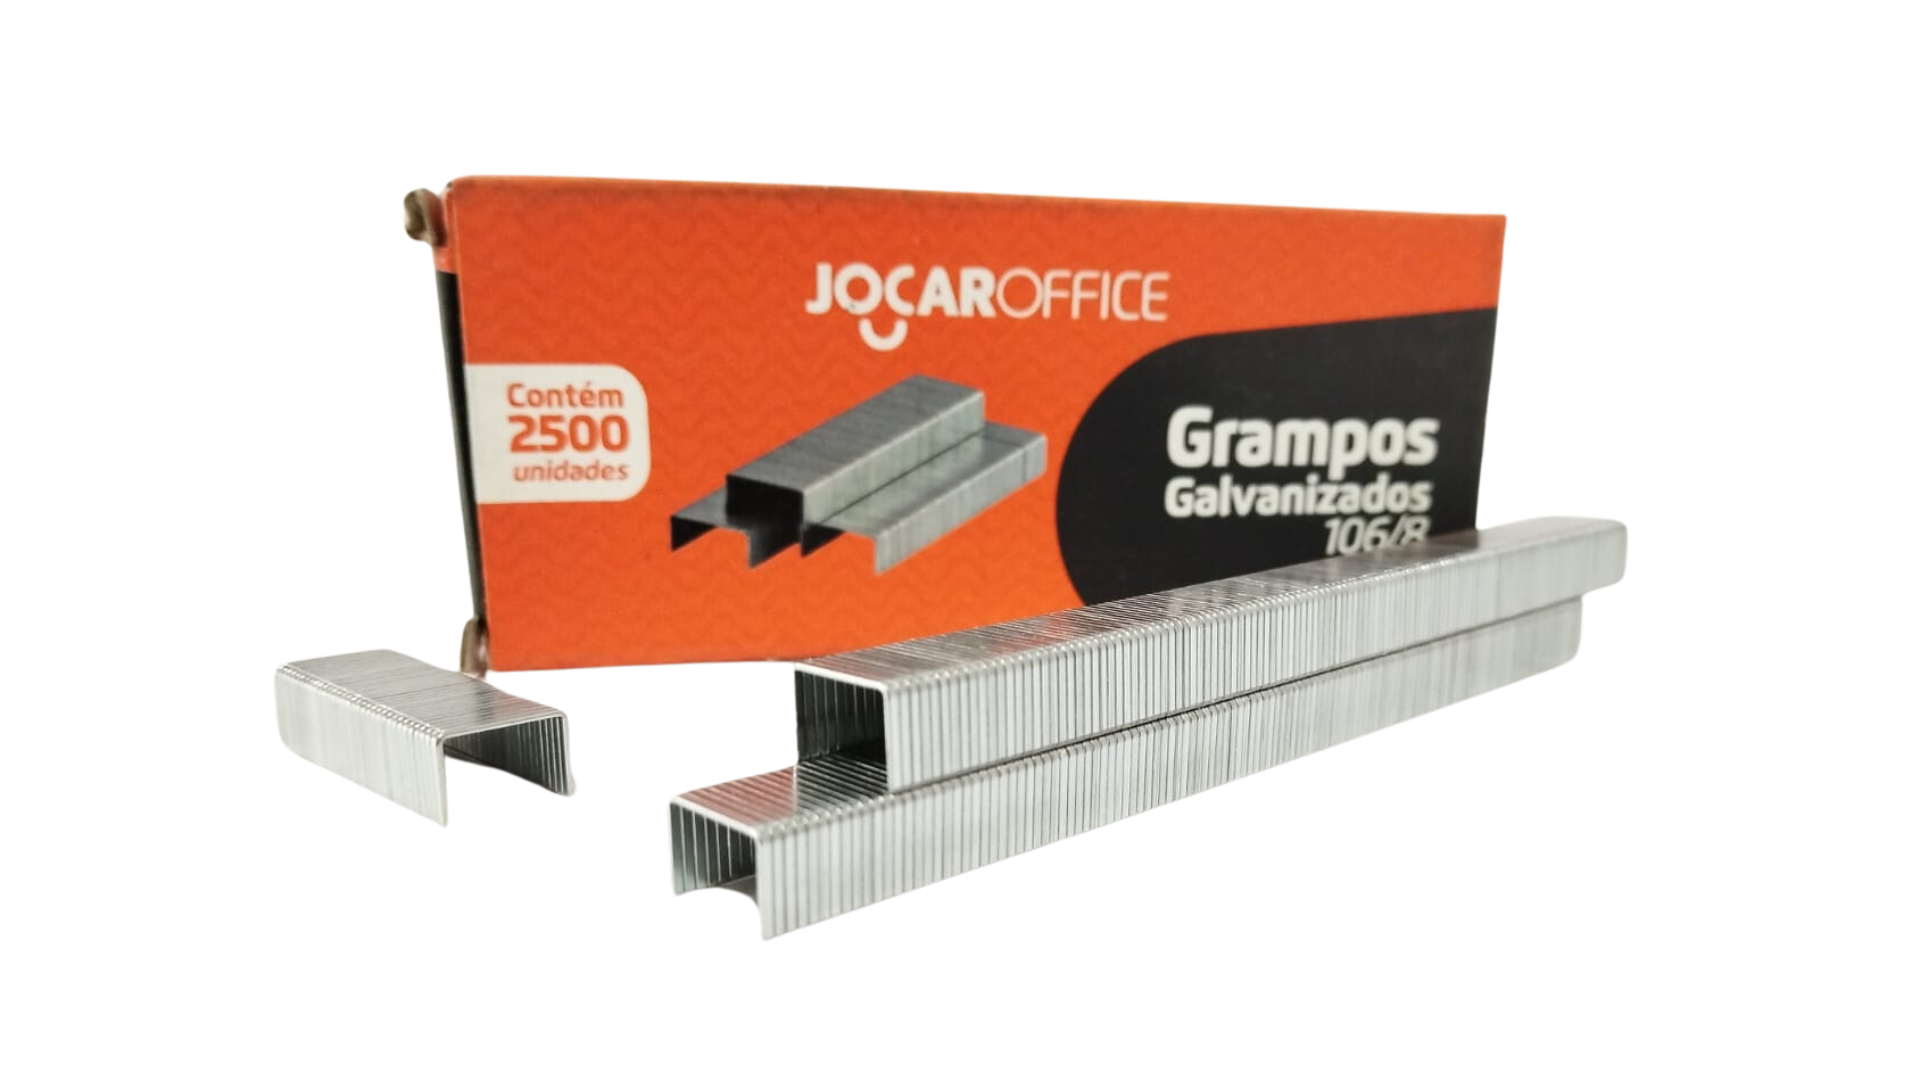 JOCAROFFICE
Contém
2500
unidades
Grampos
Galvanizados
106/8